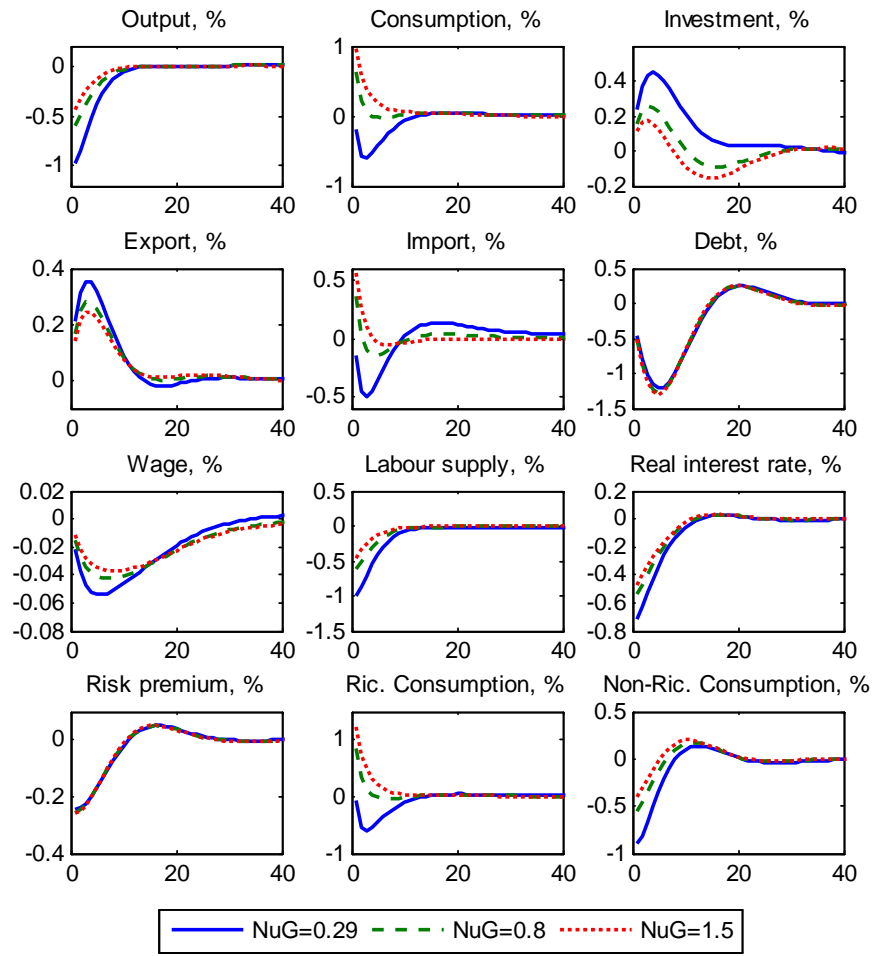 Output, % Consumption, % Investment, %
0 1 0.4
-0.5 0 0.2
-1 -1 0
-0.2
0 20 40 0 20 40 0 20 40
Export, % Import, % Debt, %
0.4 0.5 0.5
0.2 0 0
0 -0.5 -0.5
-1
-1.5
0 20 40 0 20 40 0 20 40
Wage, % Labour supply, % Real interest rate, %
0.02 0.5 0.2
0 0 0
-0.02 -0.5 -0.2
-0.04 -1 -0.4
-0.06 -1.5 -0.6
-0.08 -0.8
0 20 40 0 20 40 0 20 40
Risk premium, % Ric. Consumption, % Non-Ric. Consumption, %
0 1 0.5
-0.2 0 0
-0.4 -1 -0.5
-1
0 20 40 0 20 40 0 20 40
NuG=0.29 NuG=0.8 NuG=1.5